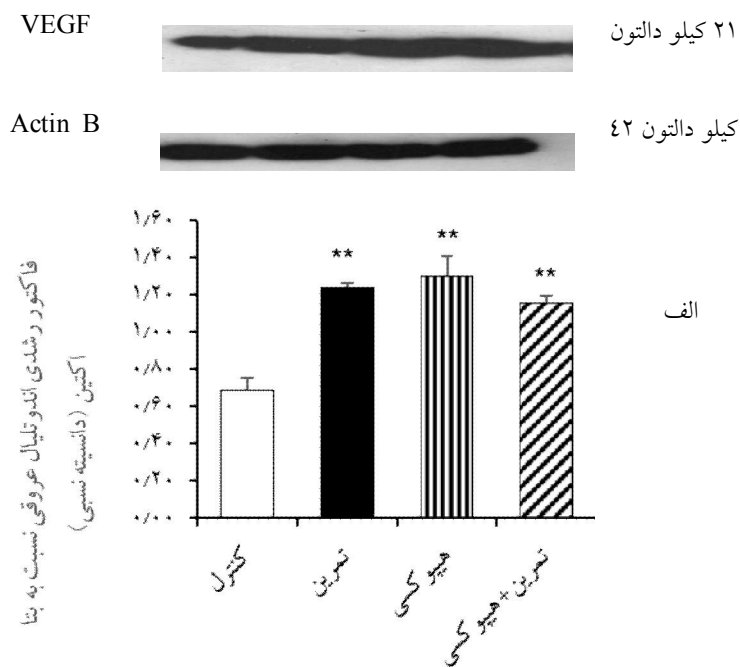 VEGF
۲۱ کیلو دالتون
Actin B
کیلو دالتون ٤٢
فاکتور رشدی اندوتلیال عروقی نسبت به بتا
اکتین (دانسیته نسبی)
۱/۶۰
۱/۴۰
۱/۲۰
۱/۰۰
۰/۸۰
۰/۶۰
۰/۴۰
۰/۲۰
۰/۰۰
**
**
**
الف
کنترل
تمرین
هیپوکسی
تمرین+هیپوکسی